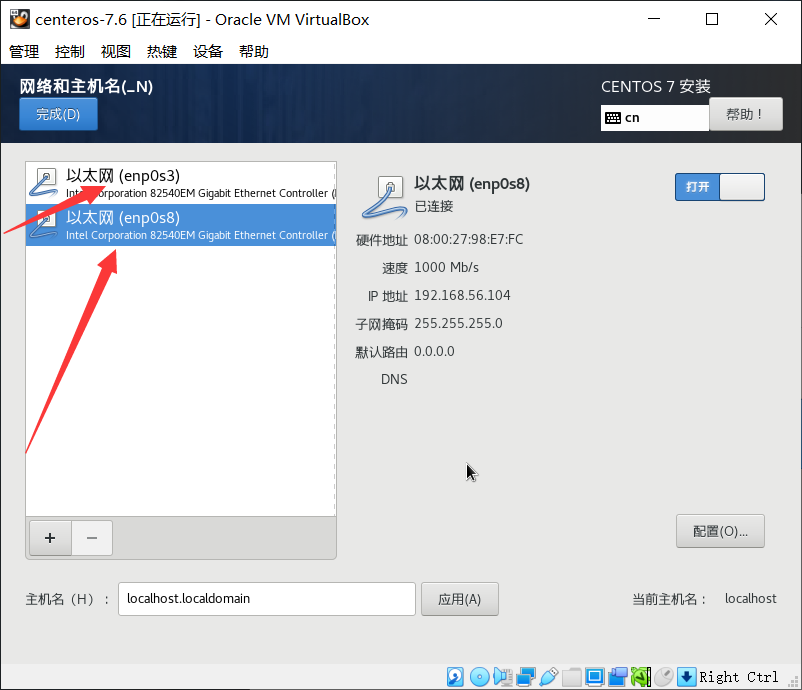 centeros-7.6 [正在运行] - Oracle VM VirtualBox
管理 控制 视图 热键 设备 帮助
网络和主机名(_N)
CENTOS 7 安装
完成(D)
cn
帮助！
以太网 (enp0s3)
Intel Corporation 82540EM Gigabit Ethernet Controller (
以太网 (enp0s8)
Intel Corporation 82540EM Gigabit Ethernet Controller (
以太网 (enp0s8)
已连接
打开
硬件地址 08:00:27:98:E7:FC
速度 1000 Mb/s
IP 地址 192.168.56.104
子网掩码 255.255.255.0
默认路由 0.0.0.0
DNS
+ −
配置(O)...
主机名（H）： localhost.localdomain 应用(A) 当前主机名： localhost
Right Ctrl